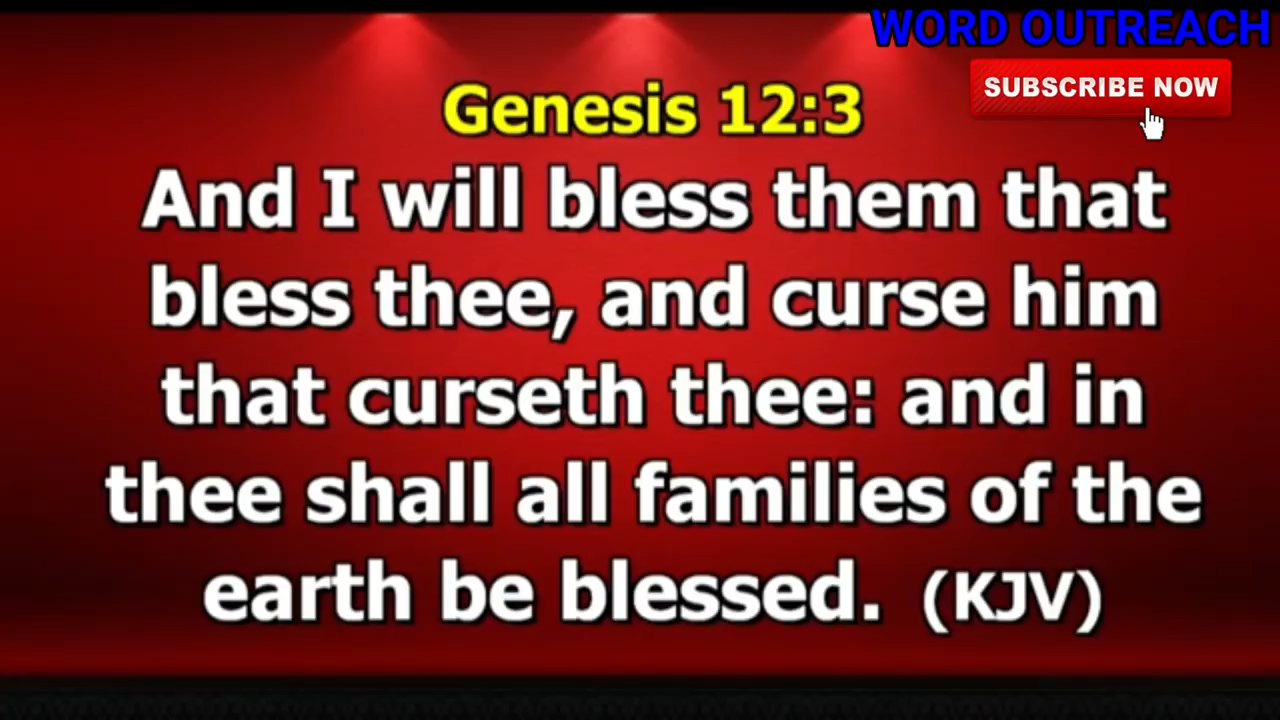 WORD OUTREACH
SUBSCRIBE NOW
Genesis 12:3
And I will bless them that
bless thee, and curse him
that curseth thee: and in
thee shall all families of the
earth be blessed. (KJV)